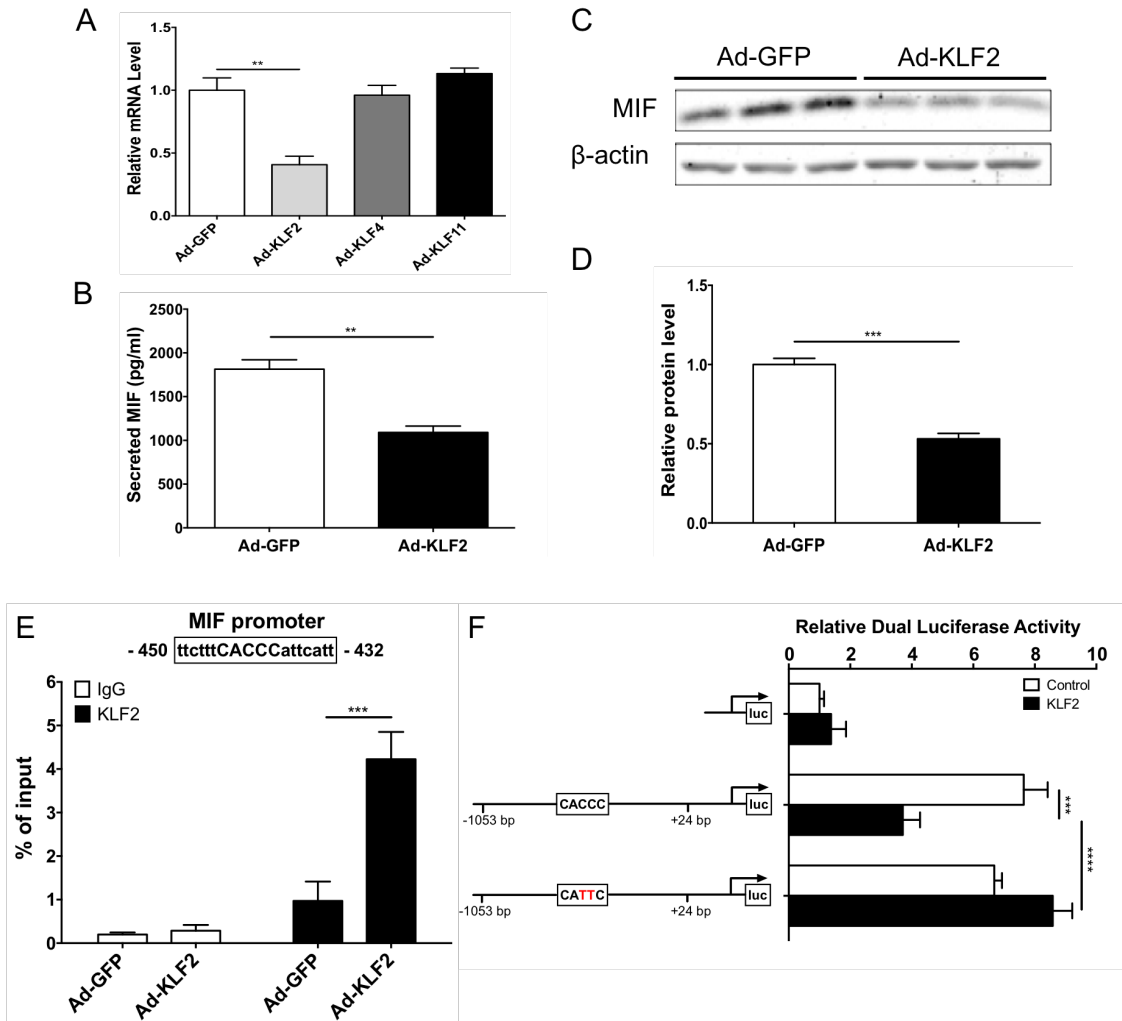 A
Relative mRNA Level
1.5
1.0
0.5
0.0
**
Ad-GFP
Ad-KLF2
Ad-KLF4
Ad-KLF11
B
Secreted MIF (pg/ml)
2500
2000
1500
1000
500
0
**
Ad-GFP
Ad-KLF2
C
Ad-GFP
Ad-KLF2
MIF
β-actin
D
Relative protein level
1.5
1.0
0.5
0.0
***
Ad-GFP
Ad-KLF2
E
MIF promoter
- 450 ttctttCACCCattcatt - 432
IgG
KLF2
% of input
6
5
4
3
2
1
0
***
Ad-GFP
Ad-KLF2
Ad-GFP
Ad-KLF2
F
Relative Dual Luciferase Activity
0 2 4 6 8 10
Control
KLF2
luc
CACCC
luc
-1053 bp
+24 bp
***
CATTC
luc
-1053 bp
+24 bp
****